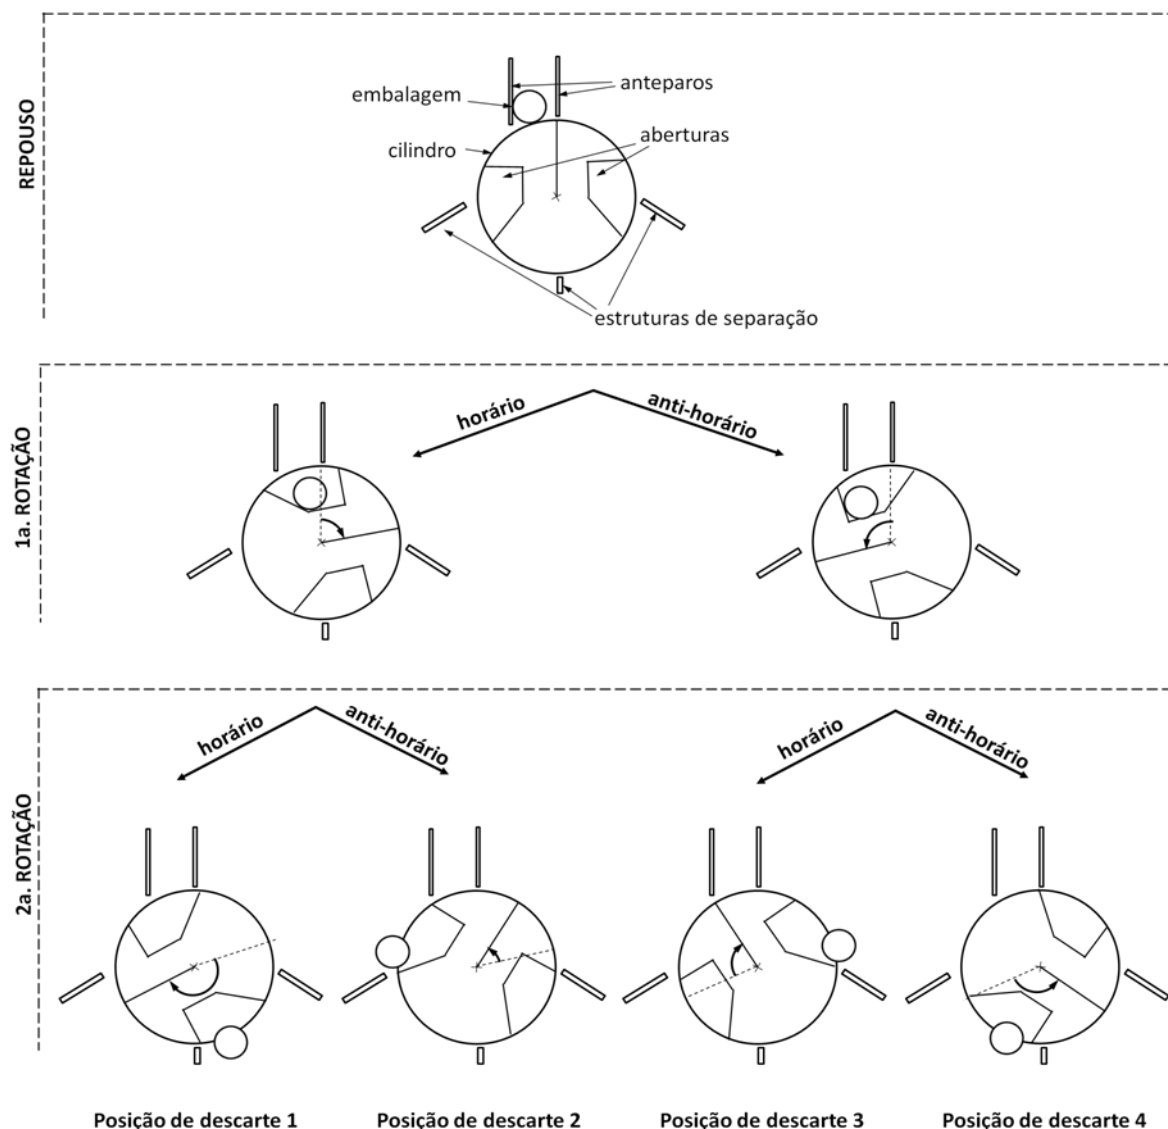 REPOUSO
embalagem
anteparos
cilindro
aberturas
estruturas de separação
1a. ROTAÇÃO
horário
anti-horário
2a. ROTAÇÃO
horário
anti-horário
horário
anti-horário
Posição de descarte 1
Posição de descarte 2
Posição de descarte 3
Posição de descarte 4